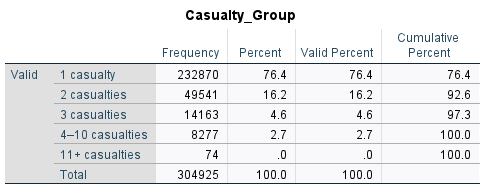 Casualty_Group
Frequency Percent Valid Percent Cumulative Percent
Valid 1 casualty 232870 76.4 76.4 76.4
2 casualties 49541 16.2 16.2 92.6
3 casualties 14163 4.6 4.6 97.3
4–10 casualties 8277 2.7 2.7 100.0
11+ casualties 74 .0 .0 100.0
Total 304925 100.0 100.0